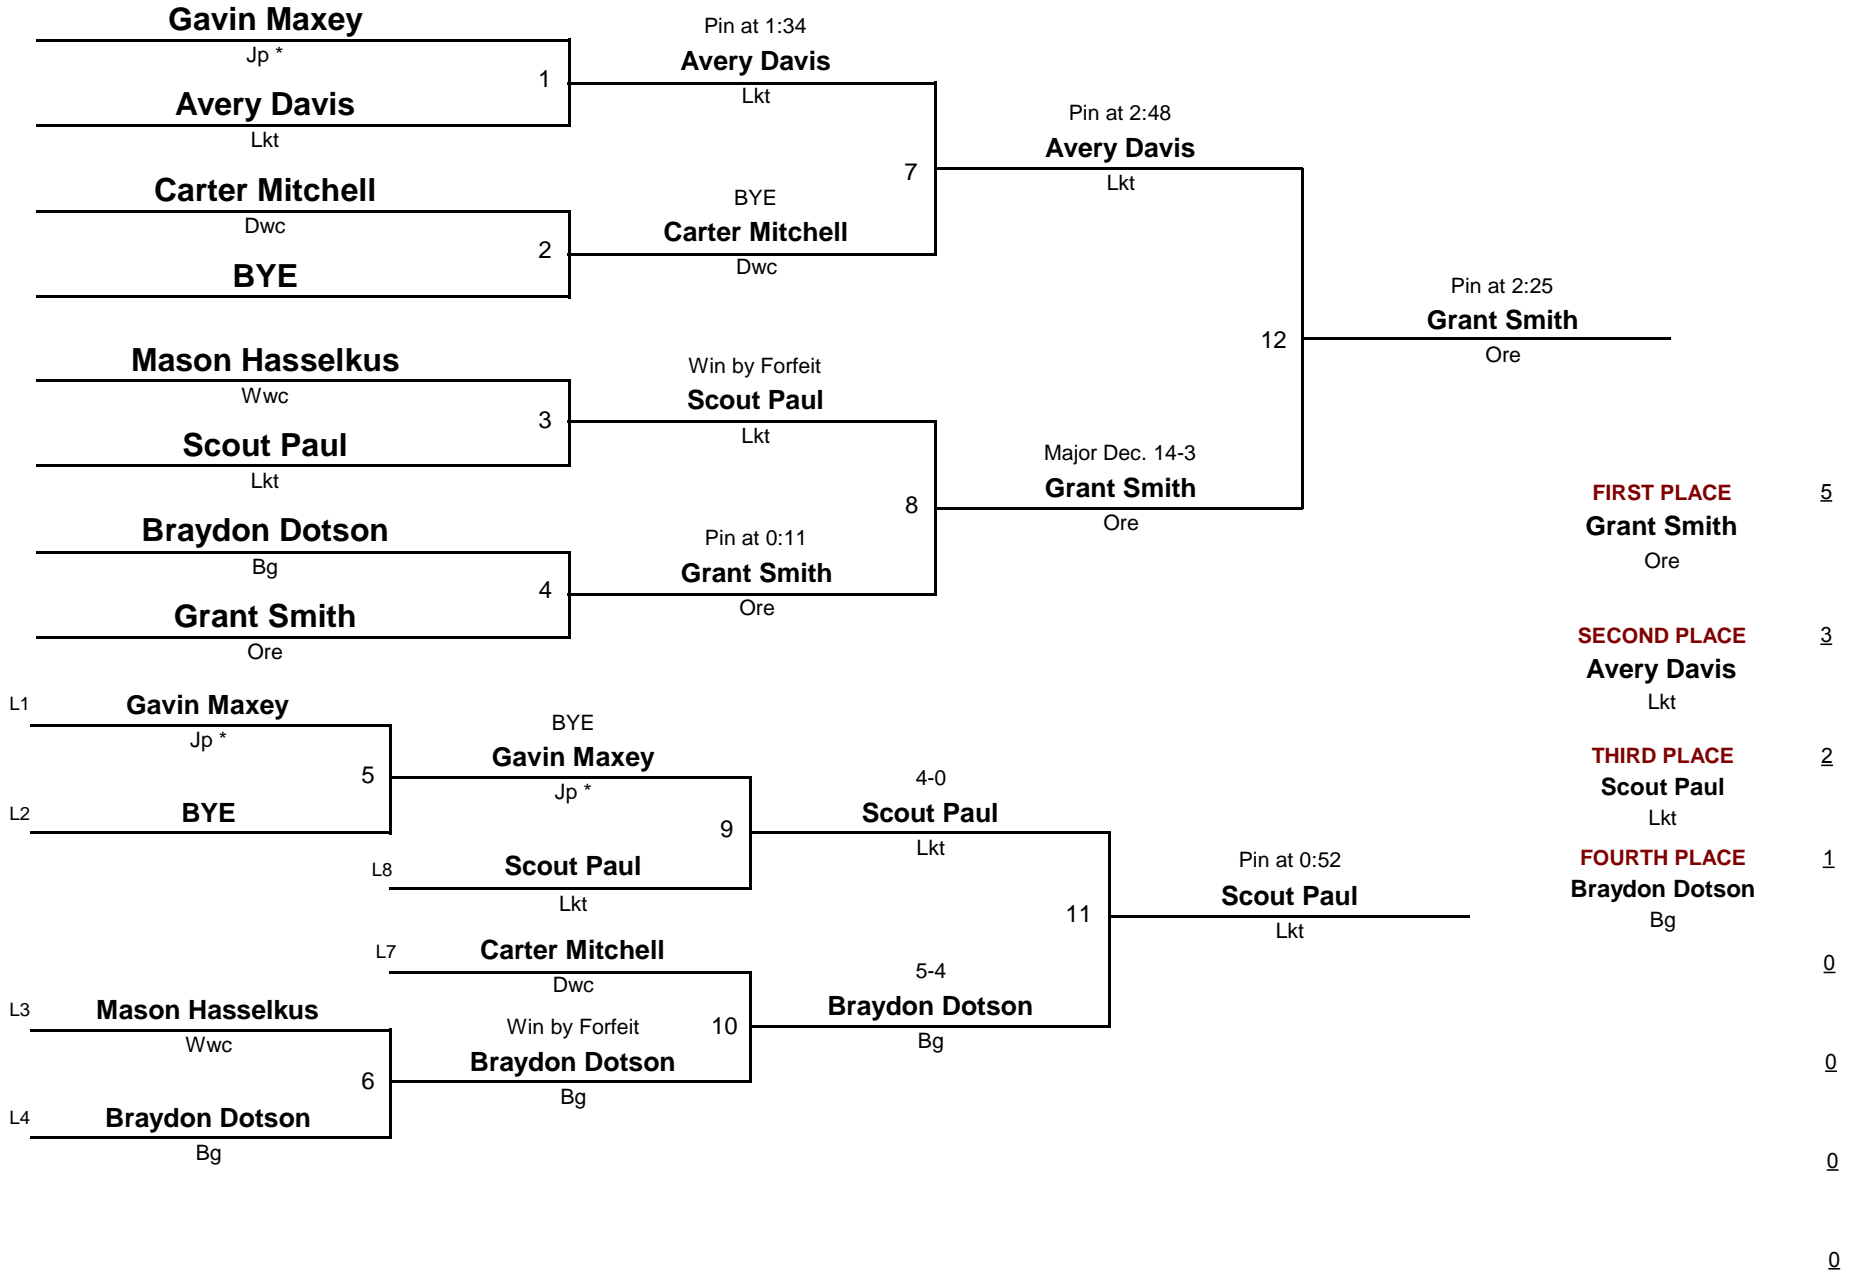 Gavin Maxey
Jp *
1
Avery Davis
Lkt
Carter Mitchell
Dwc
2
BYE
Mason Hasselkus
Wwc
3
Scout Paul
Lkt
Braydon Dotson
Bg
4
Grant Smith
Ore
Pin at 1:34
Avery Davis
Lkt
7
BYE
Carter Mitchell
Dwc
Win by Forfeit
Scout Paul
Lkt
8
Pin at 0:11
Grant Smith
Ore
Pin at 2:48
Avery Davis
Lkt
12
Major Dec. 14-3
Grant Smith
Ore
Pin at 2:25
Grant Smith
Ore
L1
Gavin Maxey
Jp *
5
L2
BYE
L3
Mason Hasselkus
Wwc
6
L4
Braydon Dotson
Bg
BYE
Gavin Maxey
Jp *
9
L8
Scout Paul
Lkt
L7
Carter Mitchell
Dwc
10
Win by Forfeit
Braydon Dotson
Bg
4-0
Scout Paul
Lkt
11
5-4
Braydon Dotson
Bg
Pin at 0:52
Scout Paul
Lkt
FIRST PLACE 5
Grant Smith
Ore
SECOND PLACE 3
Avery Davis
Lkt
THIRD PLACE 2
Scout Paul
Lkt
FOURTH PLACE 1
Braydon Dotson
Bg
0
0
0
0